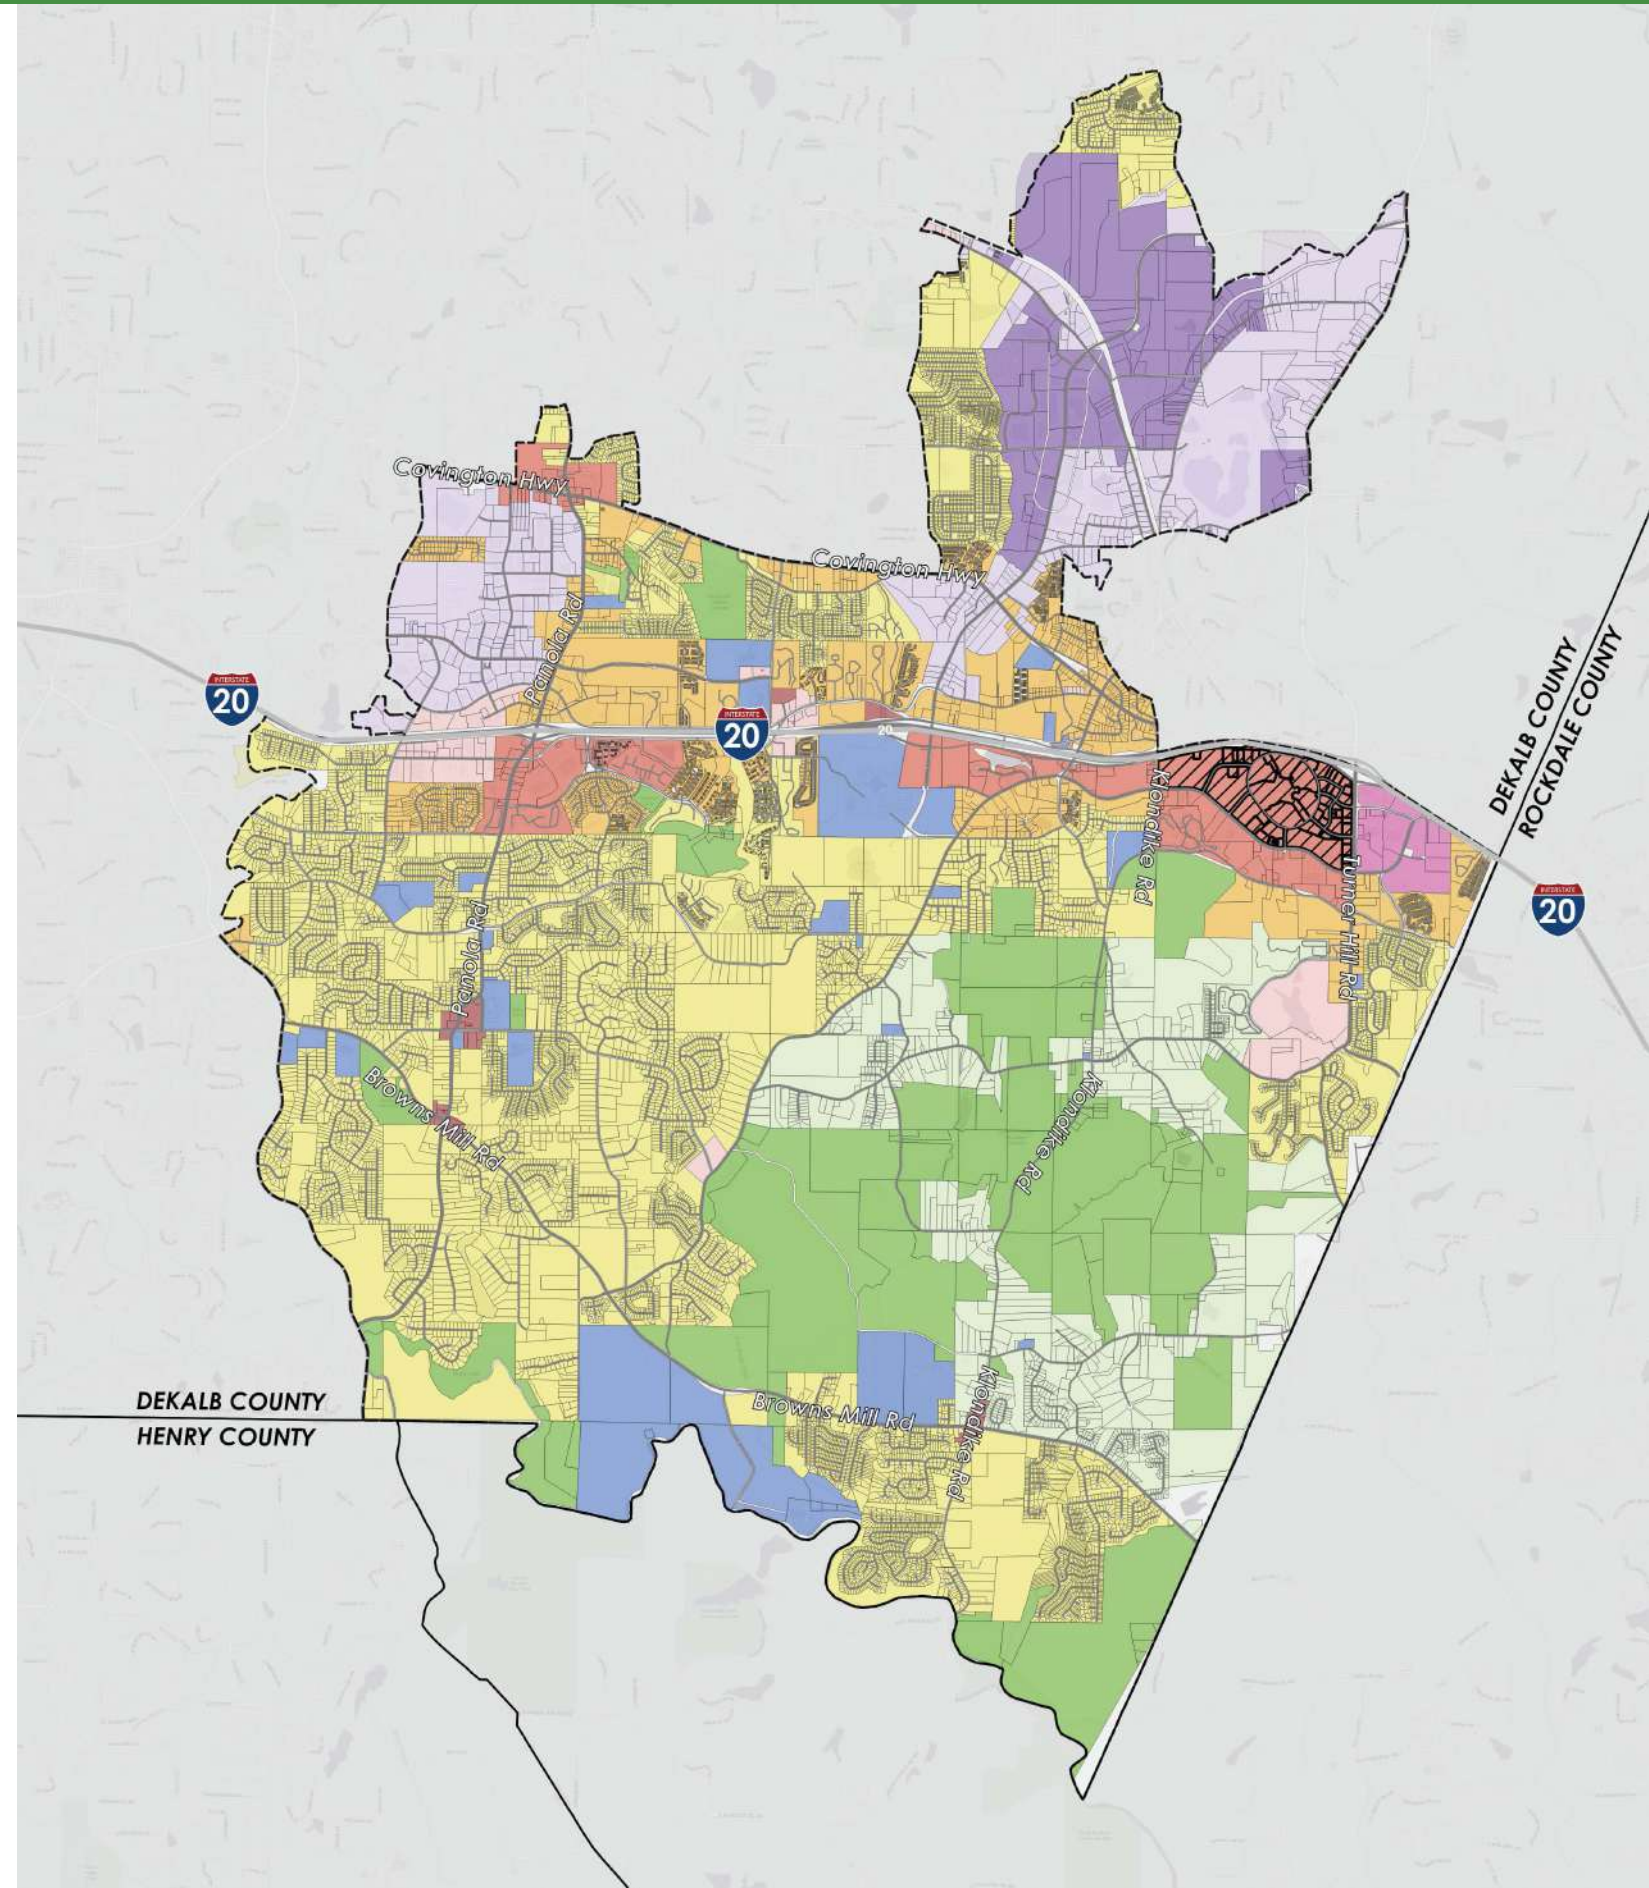 Covington Hwy
Covington Hwy
Panola Rd
INTERSTATE
20
INTERSTATE
20
20
DEKALB COUNTY
ROCKDALE COUNTY
Klondike Rd
Turner Hill Rd
INTERSTATE
20
Panola Rd
Browns Mill Rd
Klondike Rd
DEKALB COUNTY
HENRY COUNTY
Browns Mill Rd
Klondike Rd